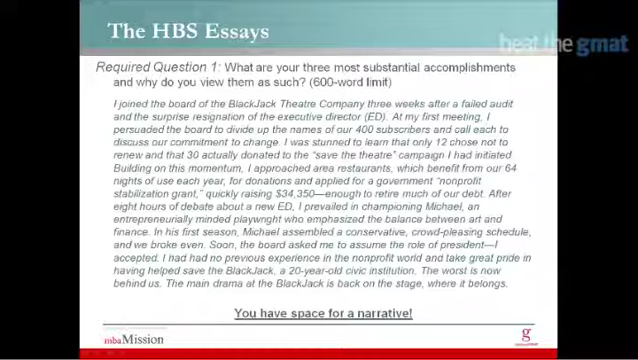 The HBS Essays
beat the gmat
Required Question 1: What are your three most substantial accomplishments
and why do you view them as such? (600-word limit)
I joined the board of the BlackJack Theatre Company three weeks after a failed audit
and the surprise resignation of the executive director (ED). At my first meeting, I
persuaded the board to divide up the names of our 400 subscribers and call each to
discuss our commitment to change. I was stunned to learn that only 12 chose not to
renew and that 30 actually donated to the “save the theatre” campaign I had initiated
Building on this momentum, I approached area restaurants, which benefit from our 64
nights of use each year, for donations and applied for a government “nonprofit
stabilization grant,” quickly raising $34,350—enough to retire much of our debt. After
eight hours of debate about a new ED, I prevailed in championing Michael, an
entrepreneurially minded playwright who emphasized the balance between art and
finance. In his first season, Michael assembled a conservative, crowd-pleasing schedule,
and we broke even. Soon, the board asked me to assume the role of president—I
accepted. I had had no previous experience in the nonprofit world and take great pride in
having helped save the BlackJack, a 20-year-old civic institution. The worst is now
behind us. The main drama at the BlackJack is back on the stage, where it belongs.
You have space for a narrative!
mbaMission
g